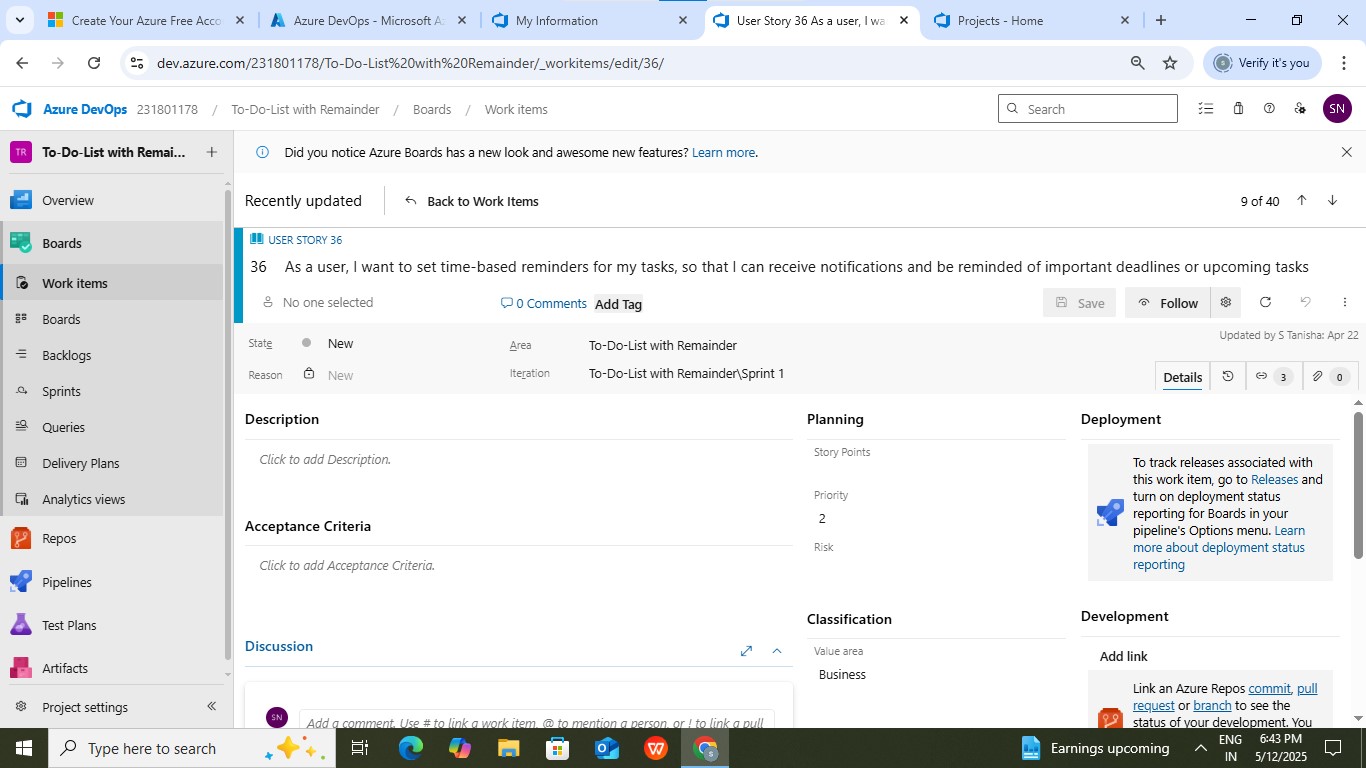 Create Your Azure Free Acco
Azure DevOps - Microsoft A
My Information
User Story 36 As a user, I wa
Projects - Home
dev.azure.com/231801178/To-Do-List%20with%20Remainder/_workitems/edit/36/
Verify it's you
Azure DevOps 231801178 / To-Do-List with Remainder / Boards / Work items
Search
SN
TR To-Do-List with Remai...
Did you notice Azure Boards has a new look and awesome new features? Learn more.
Overview
Boards
Work items
Boards
Backlogs
Sprints
Queries
Delivery Plans
Analytics views
Repos
Pipelines
Test Plans
Artifacts
Project settings
Recently updated
Back to Work Items
9 of 40
USER STORY 36
36 As a user, I want to set time-based reminders for my tasks, so that I can receive notifications and be reminded of important deadlines or upcoming tasks
No one selected
0 Comments
Add Tag
Save
Follow
State New
Area To-Do-List with Remainder
Updated by S Tanisha: Apr 22
Reason New
Iteration To-Do-List with Remainder\Sprint 1
Details
3
0
Description
Click to add Description.
Acceptance Criteria
Click to add Acceptance Criteria.
Discussion
SN
Add a comment. Use # to link a work item, @ to mention a person, or ! to link a pull
Planning
Story Points
Priority
2
Risk
Classification
Value area
Business
Deployment
To track releases associated with
this work item, go to Releases and
turn on deployment status
reporting for Boards in your
pipeline's Options menu. Learn
more about deployment status
reporting
Development
Add link
Link an Azure Repos commit, pull
request or branch to see the
status of your development. You
Type here to search
Earnings upcoming
ENG
IN
6:43 PM
5/12/2025